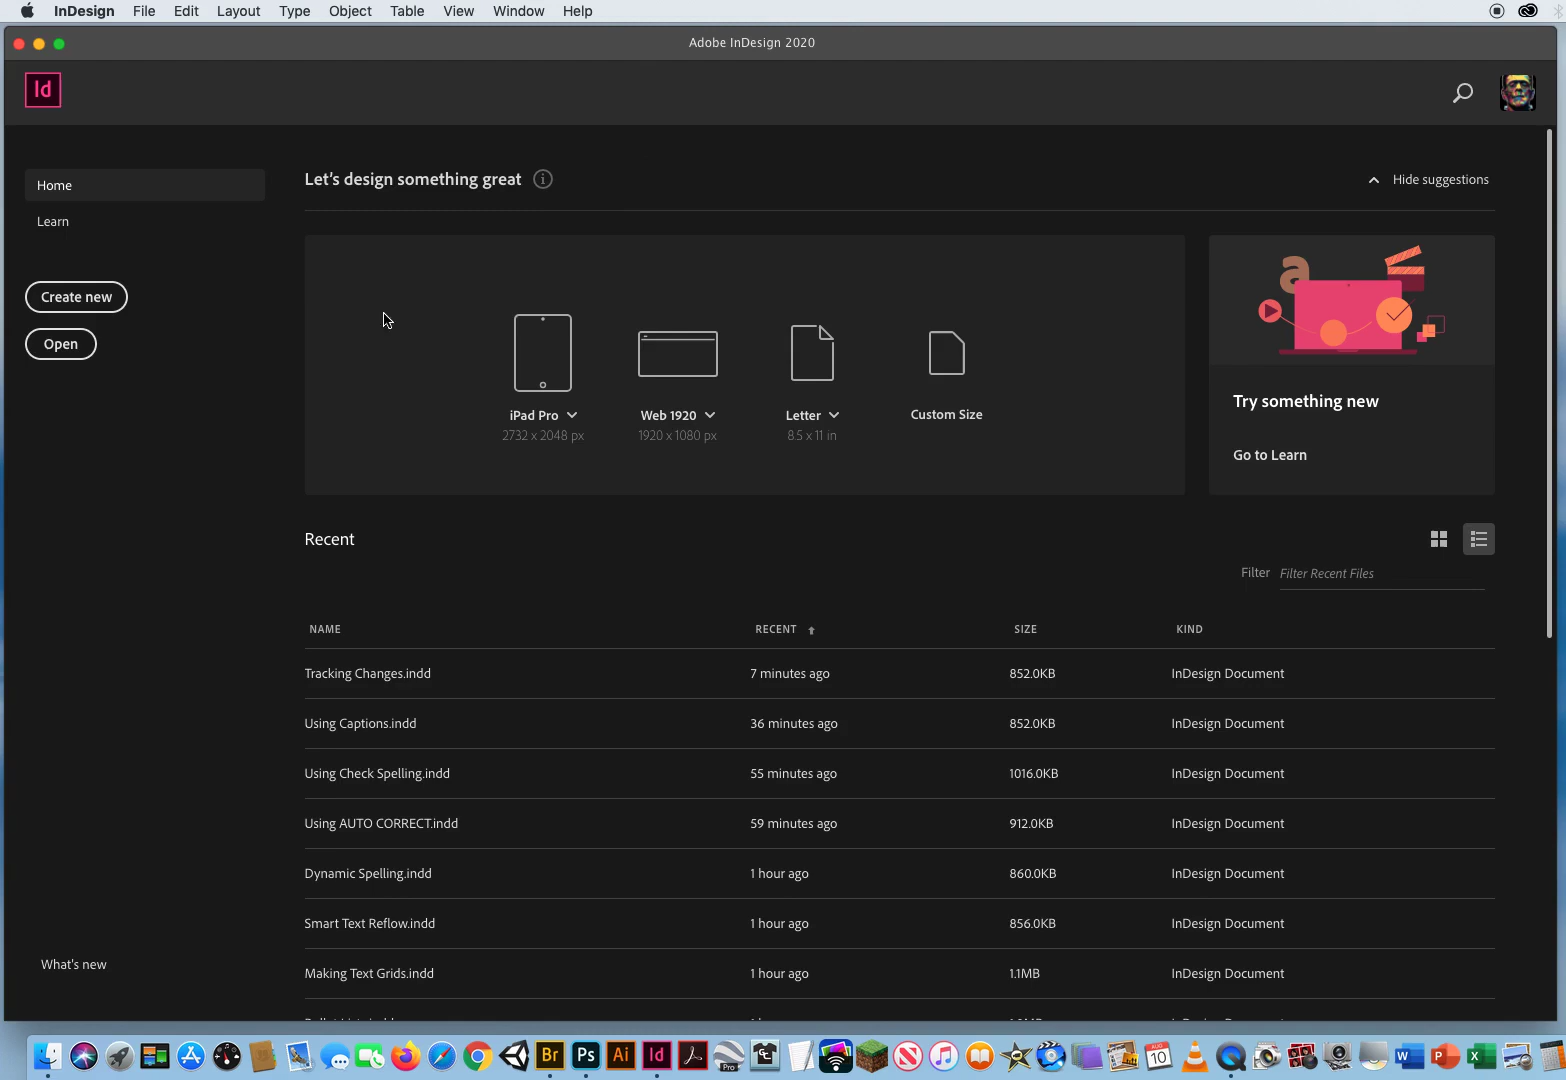 InDesign File Edit Layout Type Object Table View Window Help
Adobe InDesign 2020
Id
Home
Learn
Create new
Open
What's new
Let's design something great
Hide suggestions
iPad Pro
2732 x 2048 px
Web 1920
1920 x 1080 px
Letter
8.5 x 11 in
Custom Size
a
Try something new
Go to Learn
Recent
Filter Filter Recent Files
NAME RECENT SIZE KIND
Tracking Changes.indd 7 minutes ago 852.0KB InDesign Document
Using Captions.indd 36 minutes ago 852.0KB InDesign Document
Using Check Spelling.indd 55 minutes ago 1016.0KB InDesign Document
Using AUTO CORRECT.indd 59 minutes ago 912.0KB InDesign Document
Dynamic Spelling.indd 1 hour ago 860.0KB InDesign Document
Smart Text Reflow.indd 1 hour ago 856.0KB InDesign Document
Making Text Grids.indd 1 hour ago 1.1MB InDesign Document
Br Ps Ai Id Pro AUG 10 W P X